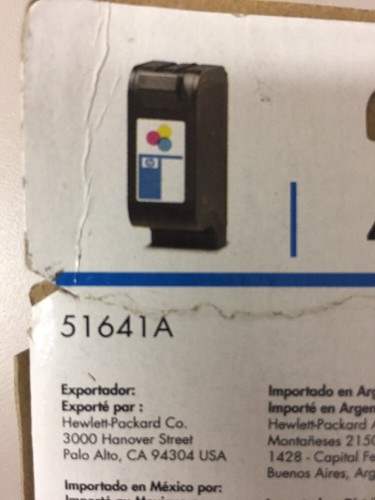 hp
51641A
Exportador:
Exporté par :
Hewlett-Packard Co.
3000 Hanover Street
Palo Alto, CA 94304 USA
Importado en México por:
Importado en Arg
Importé en Argen
Hewlett-Packard A
Montañeses 2150
1428 - Capital Fe
Buenos Aires, Arg